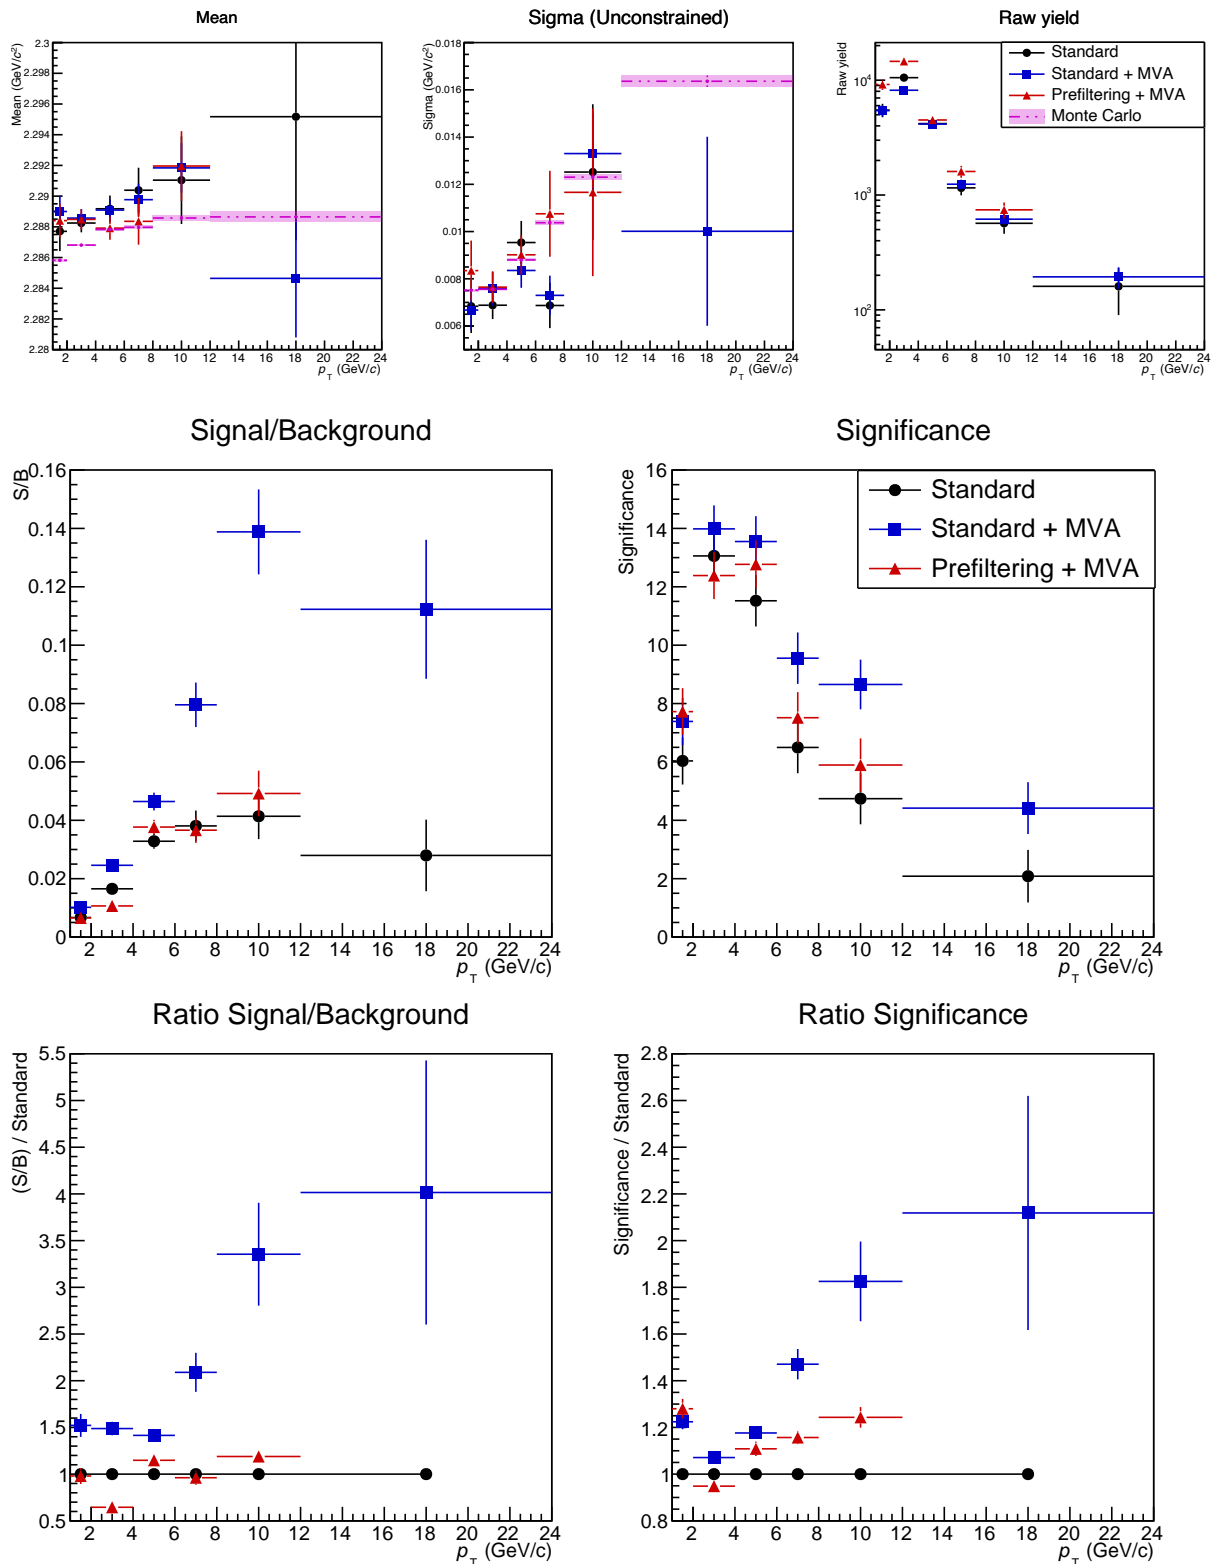 Mean
Mean (GeV/c²)
2.3
2.298
2.296
2.294
2.292
2.29
2.288
2.286
2.284
2.282
2.28
2 4 6 8 10 12 14 16 18 20 22 24
p_T (GeV/c)
Sigma (Unconstrained)
Sigma (GeV/c²)
0.018
0.016
0.014
0.012
0.01
0.008
0.006
2 4 6 8 10 12 14 16 18 20 22 24
p_T (GeV/c)
Raw yield
Raw yield
10⁴
10³
10²
Standard
Standard + MVA
Prefiltering + MVA
Monte Carlo
2 4 6 8 10 12 14 16 18 20 22 24
p_T (GeV/c)
Signal/Background
S/B
0.16
0.14
0.12
0.1
0.08
0.06
0.04
0.02
0
2 4 6 8 10 12 14 16 18 20 22 24
p_T (GeV/c)
Significance
Significance
16
14
12
10
8
6
4
2
0
Standard
Standard + MVA
Prefiltering + MVA
2 4 6 8 10 12 14 16 18 20 22 24
p_T (GeV/c)
Ratio Signal/Background
(S/B) / Standard
5.5
5
4.5
4
3.5
3
2.5
2
1.5
1
0.5
2 4 6 8 10 12 14 16 18 20 22 24
p_T (GeV/c)
Ratio Significance
Significance / Standard
2.8
2.6
2.4
2.2
2
1.8
1.6
1.4
1.2
1
0.8
2 4 6 8 10 12 14 16 18 20 22 24
p_T (GeV/c)